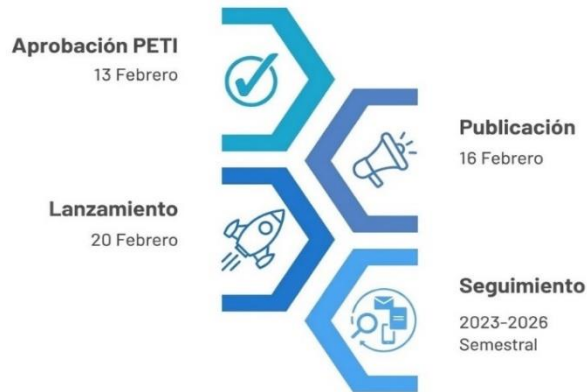 Aprobación PETI
13 Febrero
Publicación
16 Febrero
Lanzamiento
20 Febrero
Seguimiento
2023-2026
Semestral